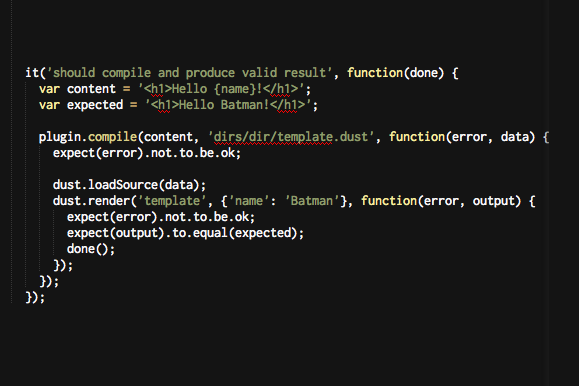 it('should compile and produce valid result', function(done) {
var content = '<h1>Hello {name}!</h1>';
var expected = '<h1>Hello Batman!</h1>';
plugin.compile(content, 'dirs/dir/template.dust', function(error, data) {
expect(error).not.to.be.ok;
dust.loadSource(data);
dust.render('template', {'name': 'Batman'}, function(error, output) {
expect(error).not.to.be.ok;
expect(output).to.equal(expected);
done();
});
});
});